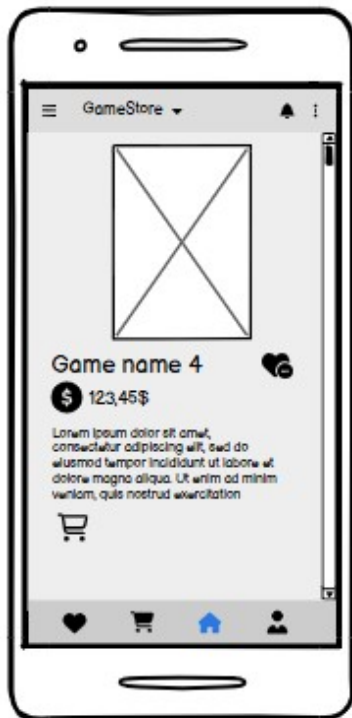 GameStore
Game name 4
$ 123,45$
Lorem ipsum dolor sit amet,
consectetur adipiscing elit, sed do
eiusmod tempor incididunt ut labore et
dolore magna aliqua. Ut enim ad minim
veniam, quis nostrud exercitation